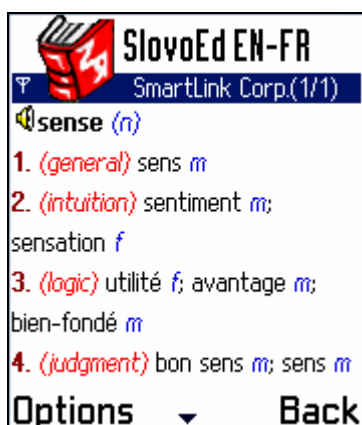 SlovoEd EN-FR
SmartLink Corp.(1/1)
sense (n)
1. (general) sens m
2. (intuition) sentiment m;
sensation f
3. (logic) utilité f; avantage m;
bien-fondé m
4. (judgment) bon sens m; sens m
Options Back